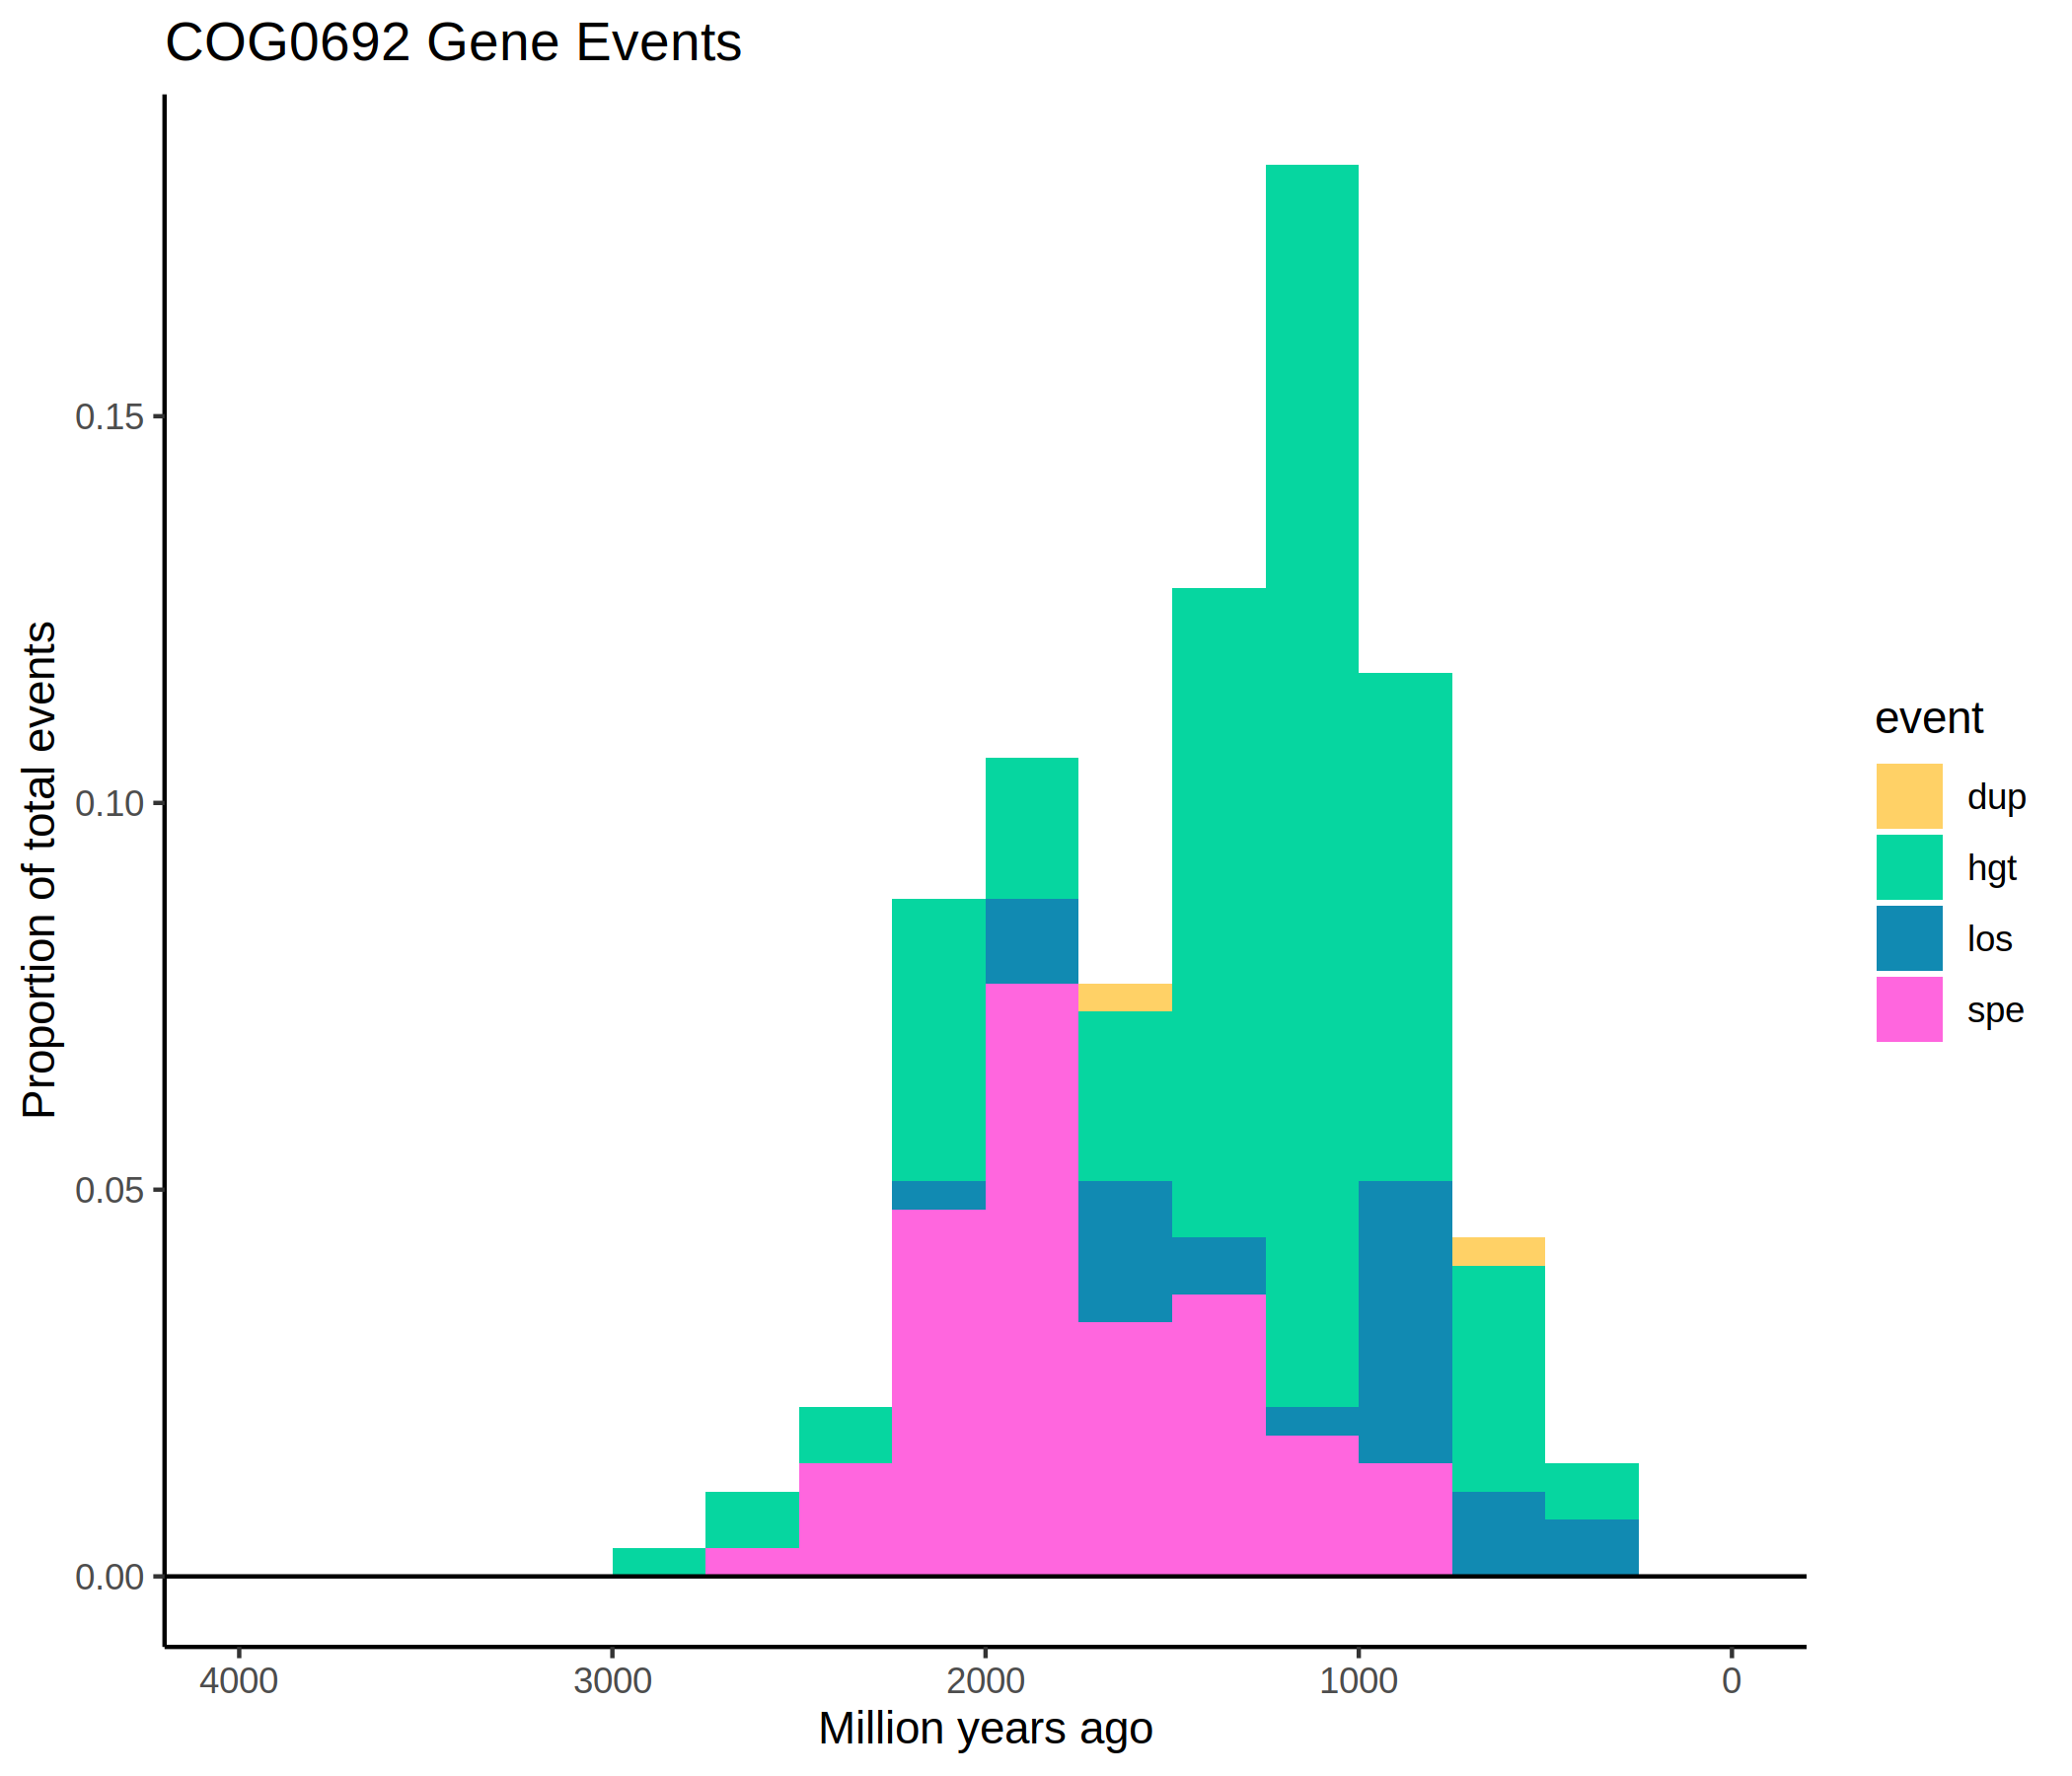 COG0692 Gene Events
Proportion of total events
0.15
0.10
0.05
0.00
4000 3000 2000 1000 0
Million years ago
event
dup
hgt
los
spe